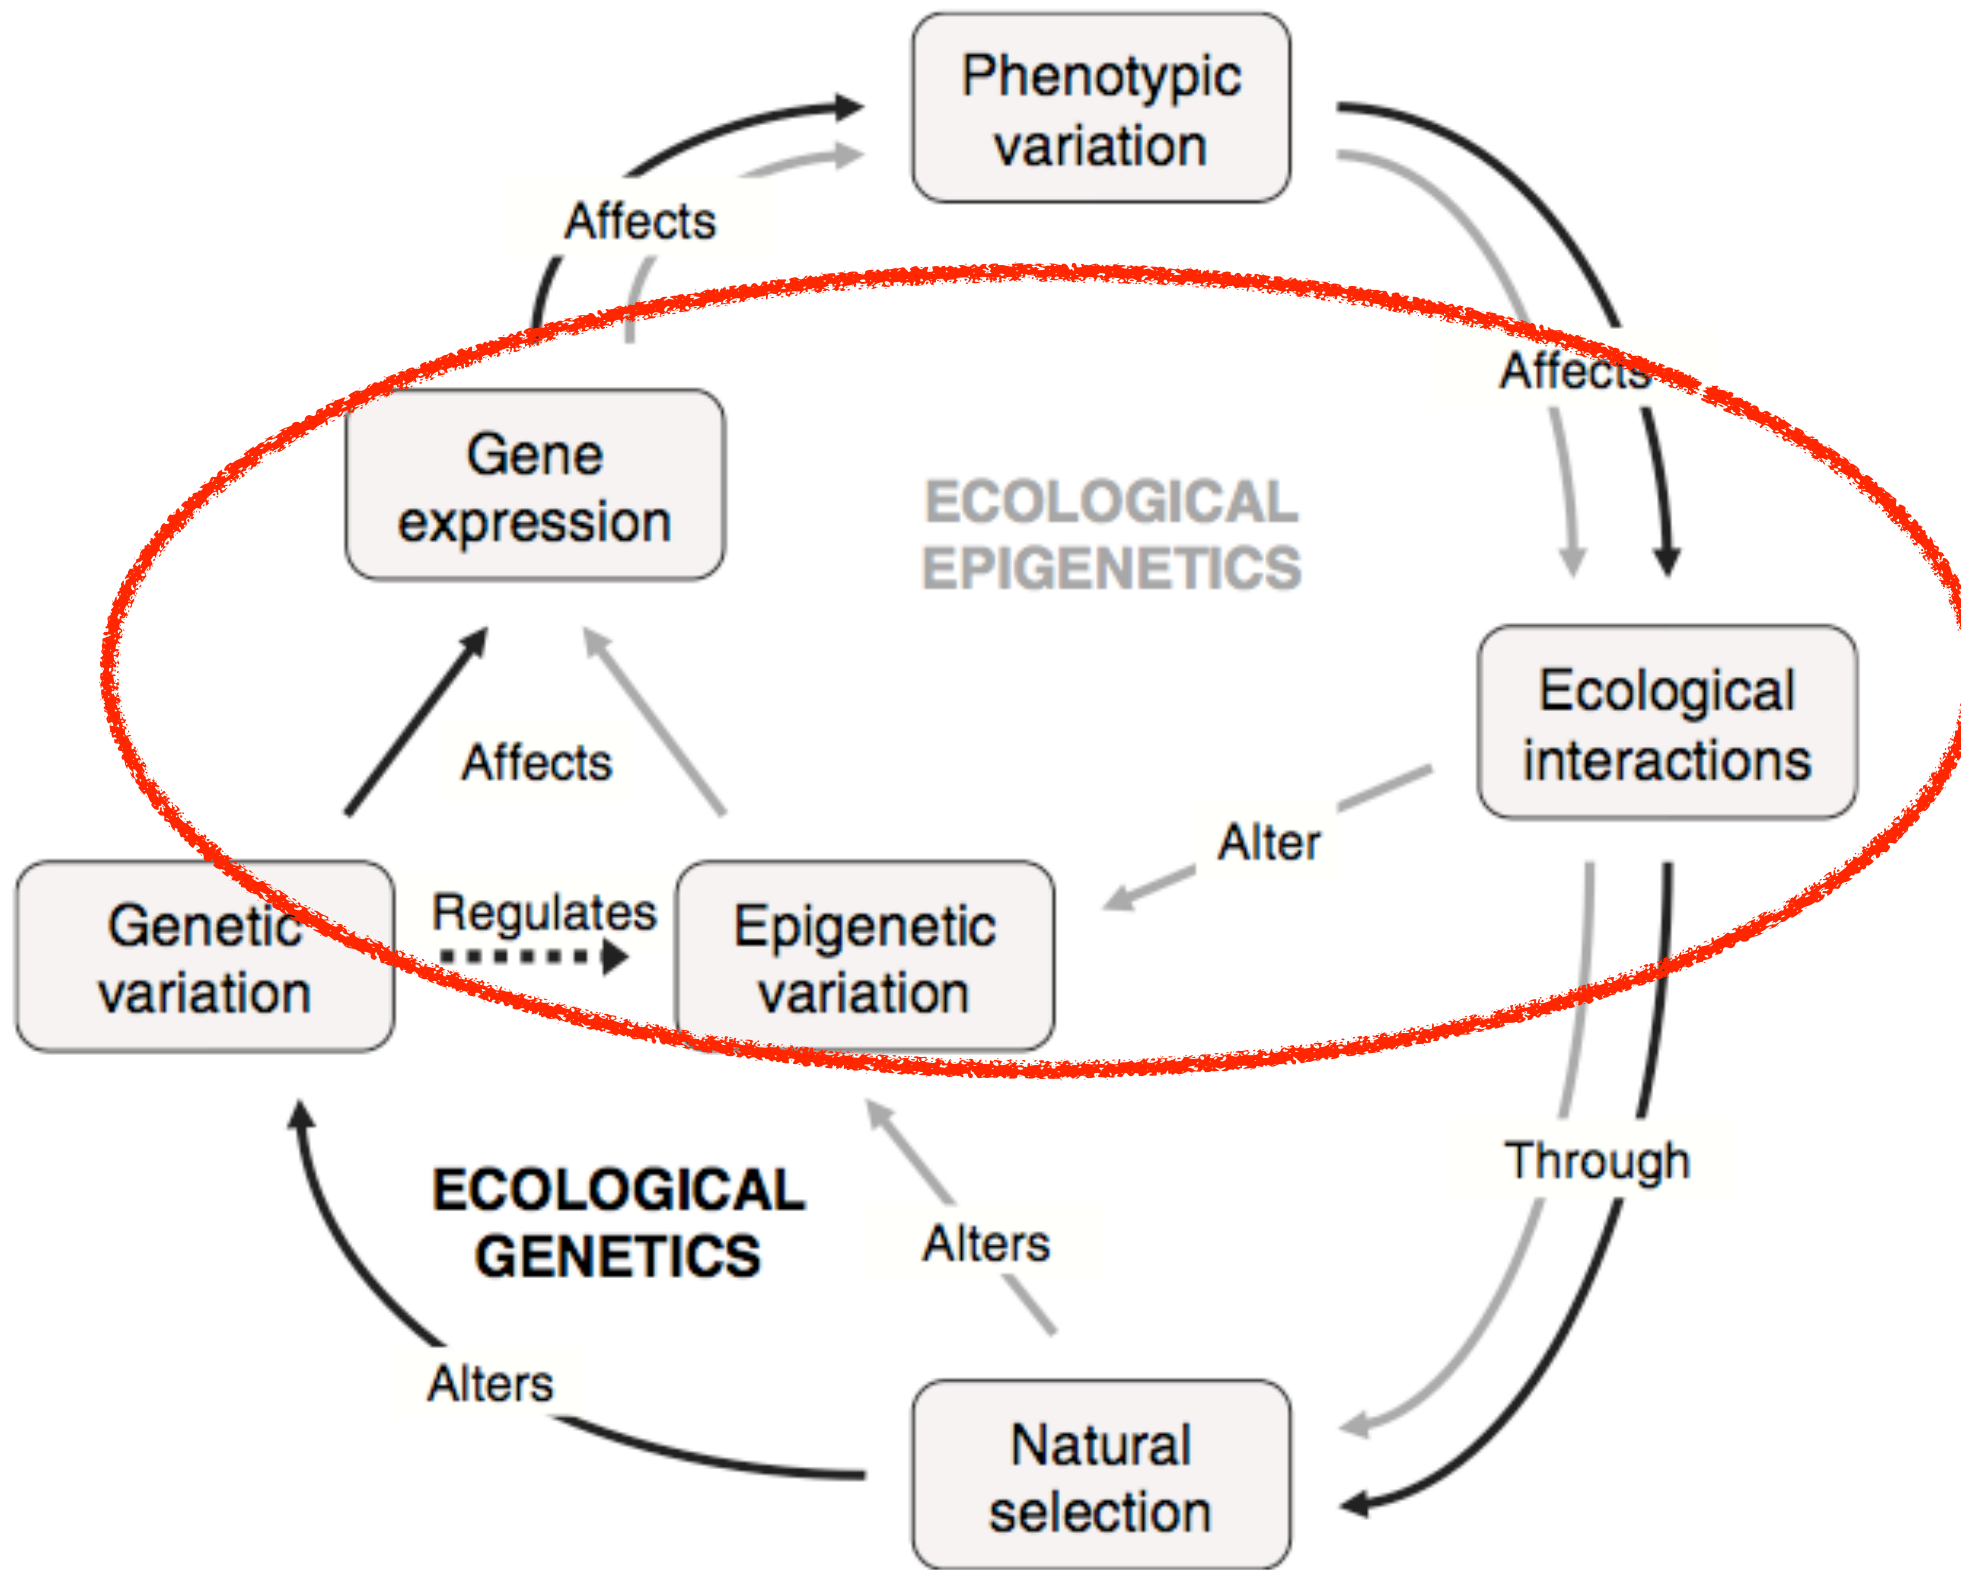 Phenotypic
variation
Affects
Affects
Gene
expression
ECOLOGICAL
EPIGENETICS
Ecological
interactions
Affects
Alter
Genetic
variation
Regulates
Epigenetic
variation
Through
ECOLOGICAL
GENETICS
Alters
Alters
Natural
selection